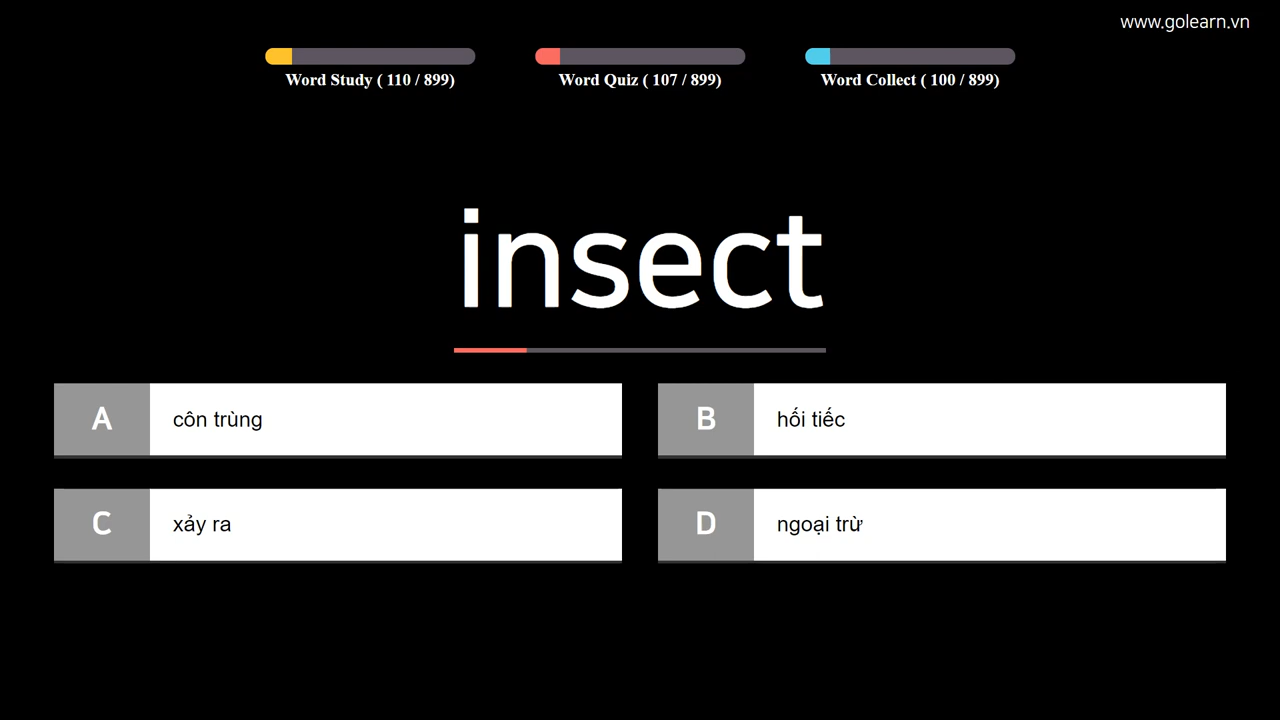 www.golearn.vn
Word Study ( 110 / 899)
Word Quiz ( 107 / 899)
Word Collect ( 100 / 899)
insect
A côn trùng
B hối tiếc
C xảy ra
D ngoại trừ